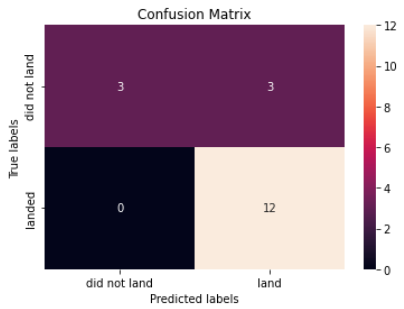 Confusion Matrix
True labels
did not land
landed
3 3
0 12
did not land land
Predicted labels
12
10
8
6
4
2
0